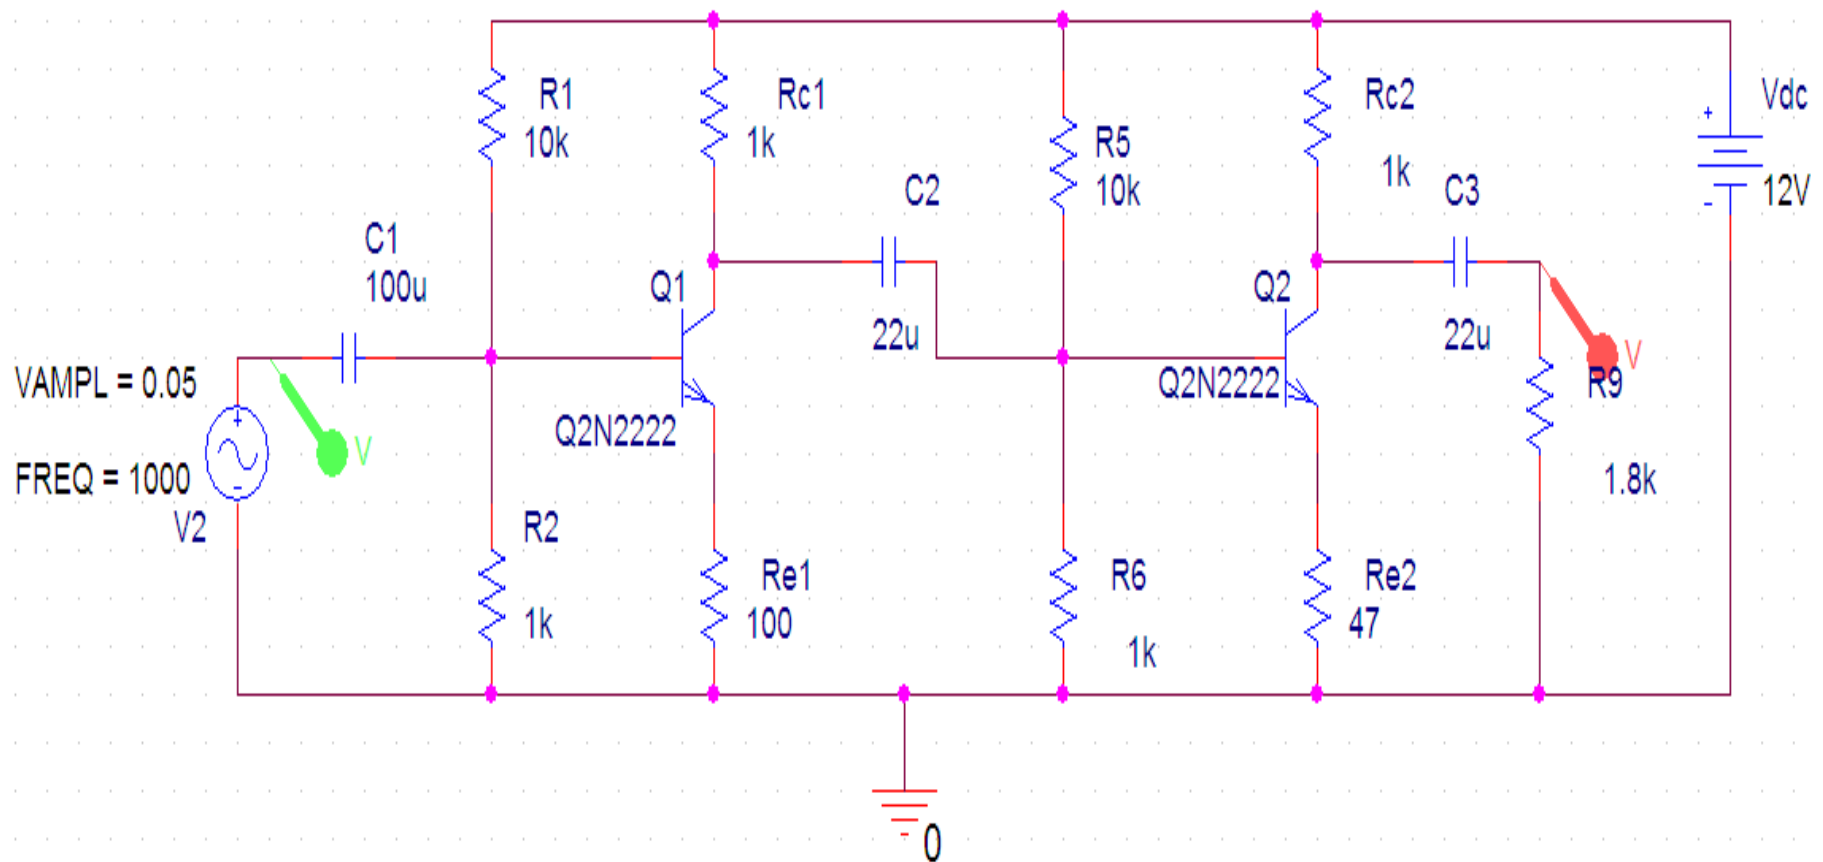 R1
10k
Rc1
1k
R5
10k
Rc2
1k
Vdc
+
-
12V
C1
100u
C2
22u
C3
22u
Q1
Q2N2222
Q2
Q2N2222
VAMPL = 0.05
FREQ = 1000
V2
+
-
V
V
R9
1.8k
R2
1k
Re1
100
R6
1k
Re2
47
0